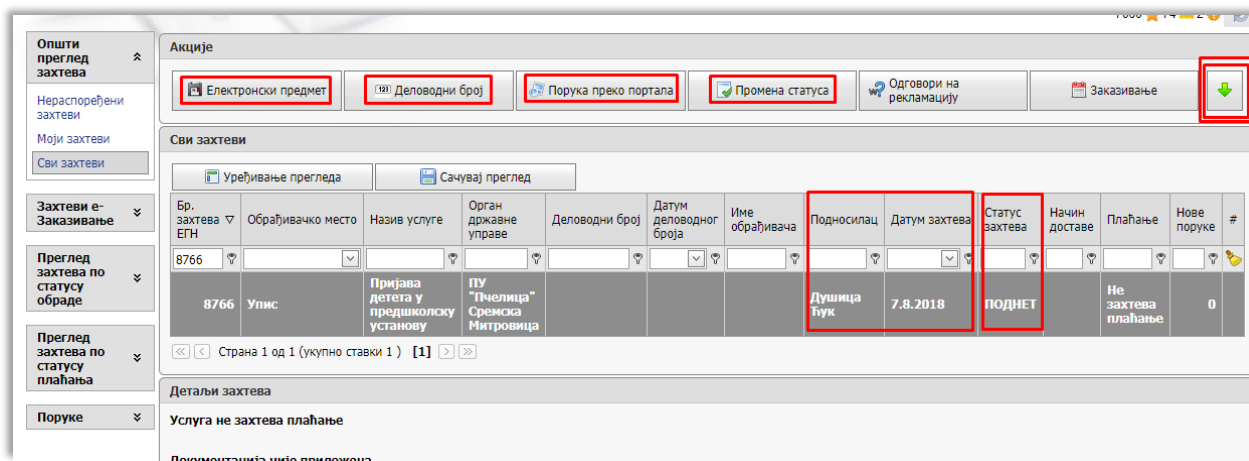 Општи
преглед
захтева
Нераспоређени
захтеви
Моји захтеви
Сви захтеви
Захтеви е-
Заказивање
Преглед
захтева по
статусу
обраде
Преглед
захтева по
статусу
плаћања
Поруке
Акције
Електронски предмет
Деловодни број
Порука преко портала
Промена статуса
Одговори на
рекламацију
Заказивање
Сви захтеви
Уређивање прегледа
Сачувај преглед
Бр.
захтева
ЕГН
Обрађивачко место
Назив услуге
Орган
државне
управе
Деловодни број
Датум
деловодног
броја
Име
обрађивача
Подносилац
Датум захтева
Статус
захтева
Начин
доставе
Плаћање
Нове
поруке
#
8766
8766
Упис
Пријава
детета у
предшколску
установу
ПУ
"Пчелица"
Сремска
Митровица
Душица
Ћук
7.8.2018
ПОДНЕТ
Не
захтева
плаћање
0
Страна 1 од 1 (укупно ставки 1 ) [1]
Детаљи захтева
Услуга не захтева плаћање
Документација није приложена